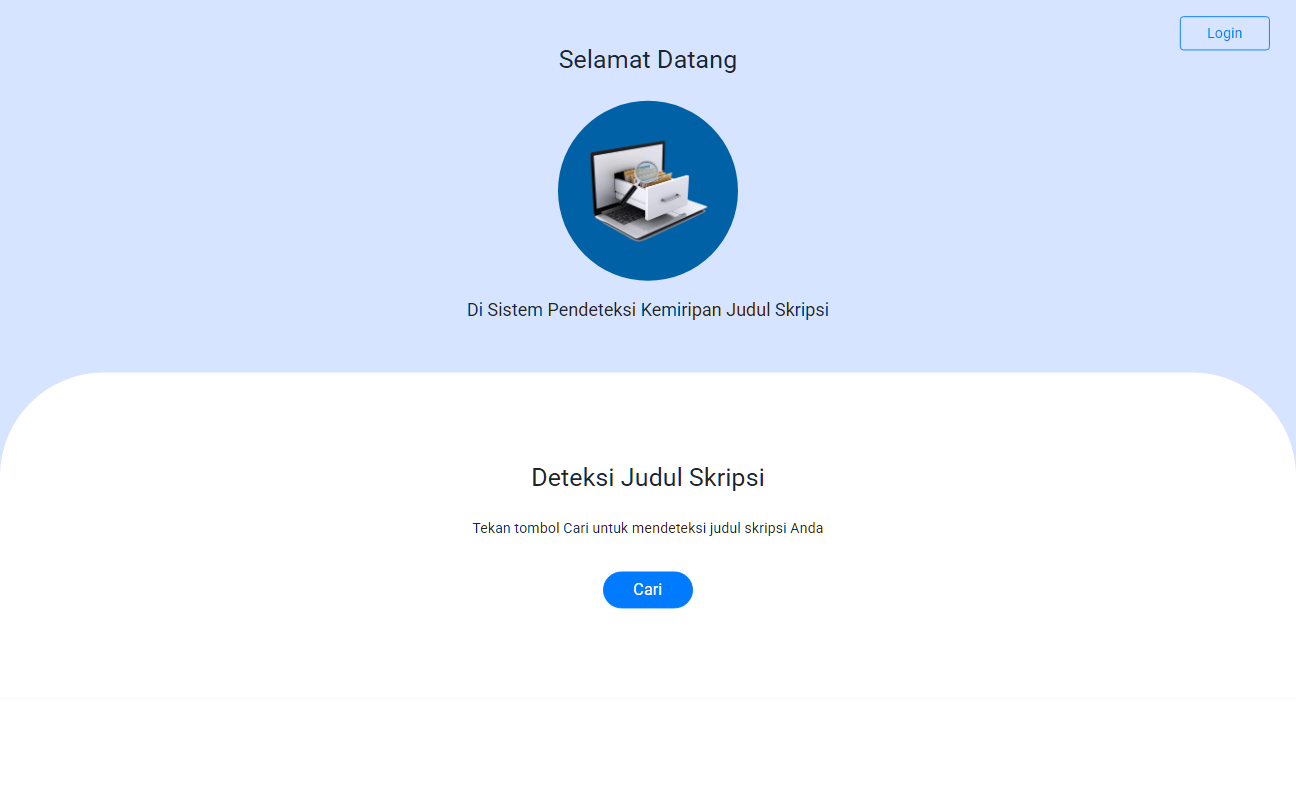 Login
Selamat Datang
Di Sistem Pendeteksi Kemiripan Judul Skripsi
Deteksi Judul Skripsi
Tekan tombol Cari untuk mendeteksi judul skripsi Anda
Cari